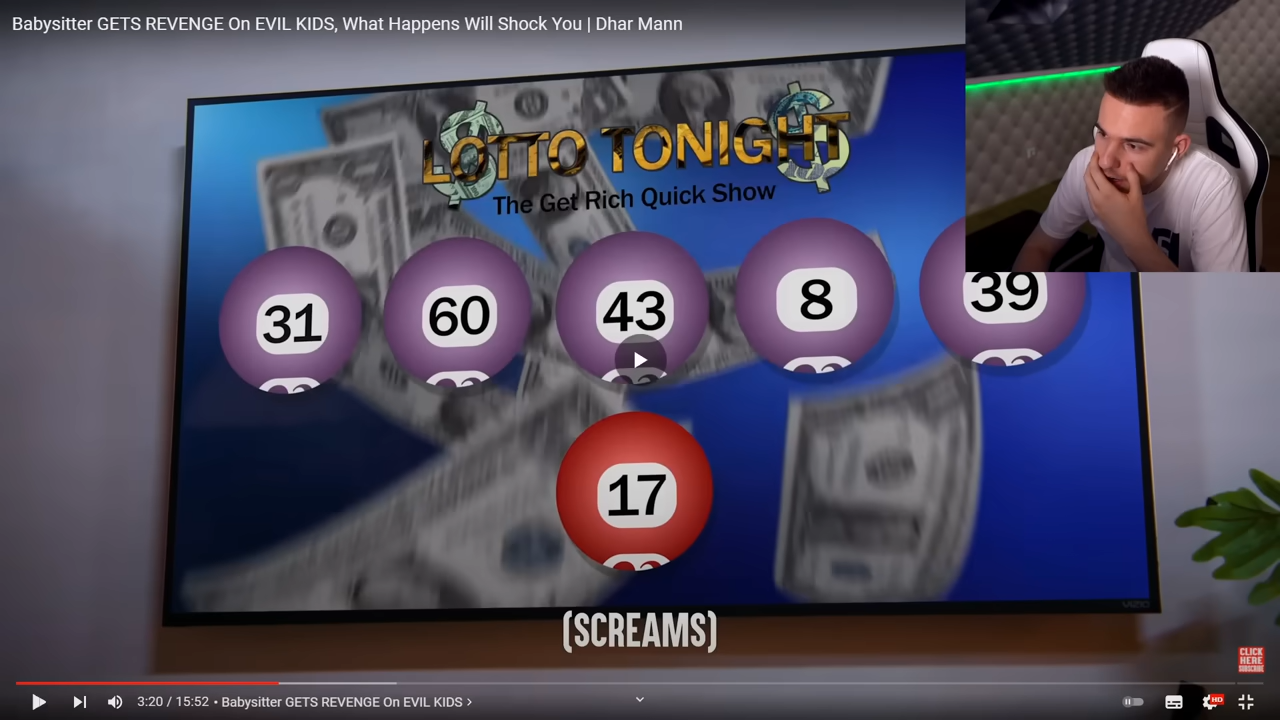 Babysitter GETS REVENGE On EVIL KIDS, What Happens Will Shock You | Dhar Mann
LOTTO TONIGHT
The Get Rich Quick Show
31 60 43 8 39
17
VIZIO
(SCREAMS)
CLICK
HERE
SUBSCRIBE
3:20 / 15:52 • Babysitter GETS REVENGE On EVIL KIDS >
HD